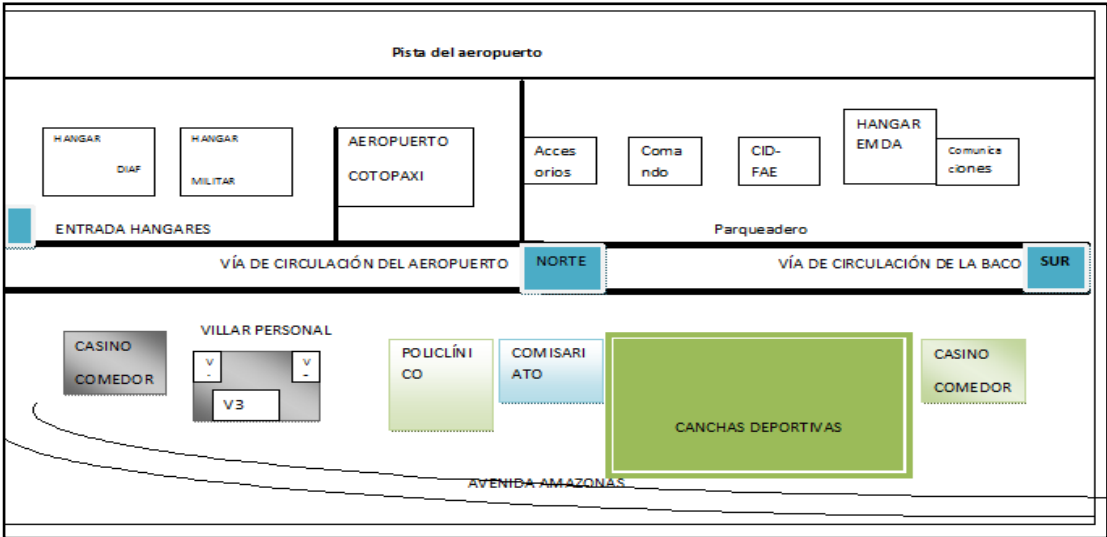 Pista del aeropuerto
HANGAR
DIAF
HANGAR
MILITAR
AEROPUERTO
COTOPAXI
Acces
orios
Coma
ndo
CID-
FAE
HANGAR
EMDA
Comunica
ciones
ENTRADA HANGARES
Parqueadero
VÍA DE CIRCULACIÓN DEL AEROPUERTO
NORTE
VÍA DE CIRCULACIÓN DE LA BACO
SUR
CASINO
COMEDOR
VILLAR PERSONAL
V
-
V
-
V3
POLICLÍNI
CO
COMISARI
ATO
CANCHAS DEPORTIVAS
CASINO
COMEDOR
AVENIDA AMAZONAS